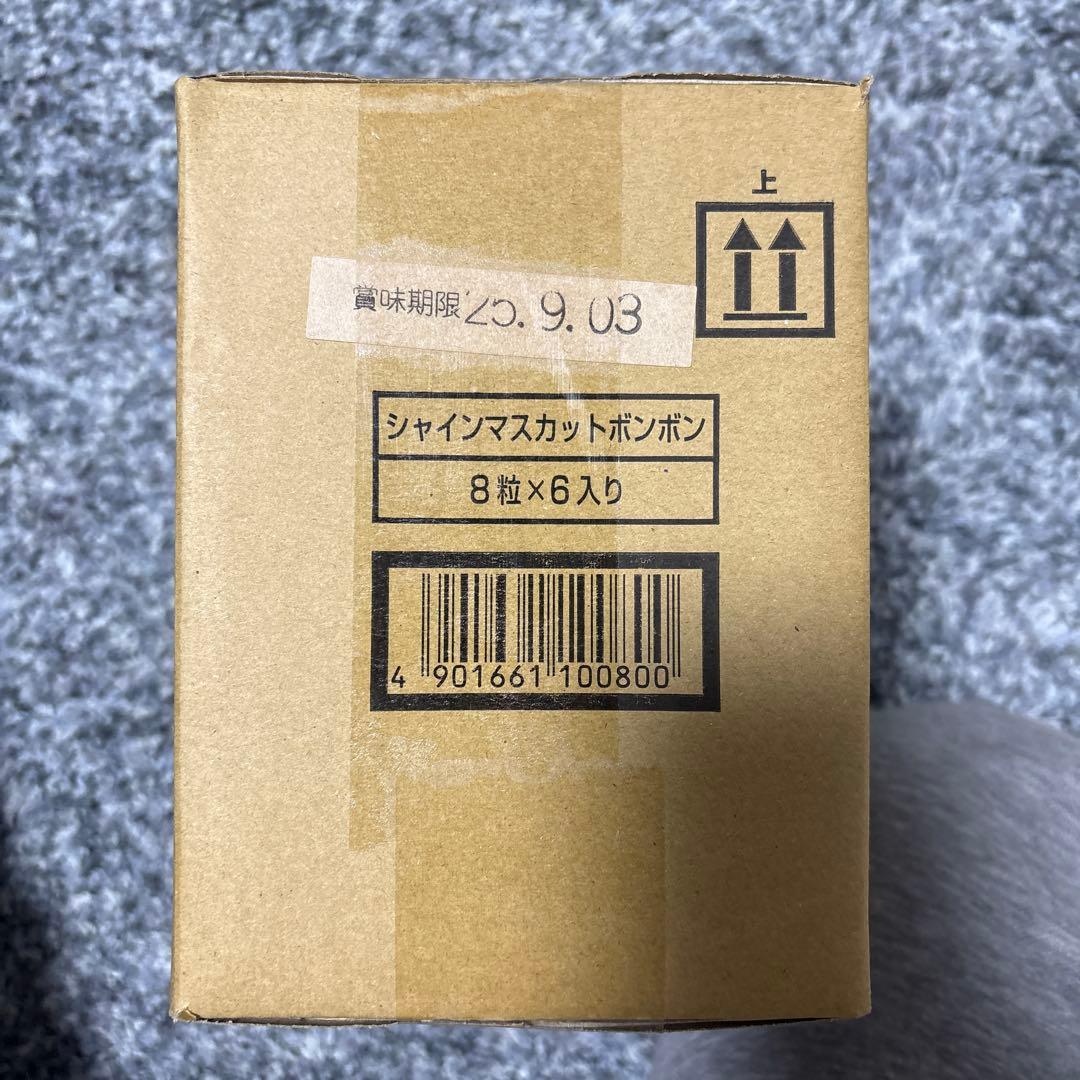 上
賞味期限 '25.9.03
シャインマスカットボンボン
8粒×6入り
4 901661 100800